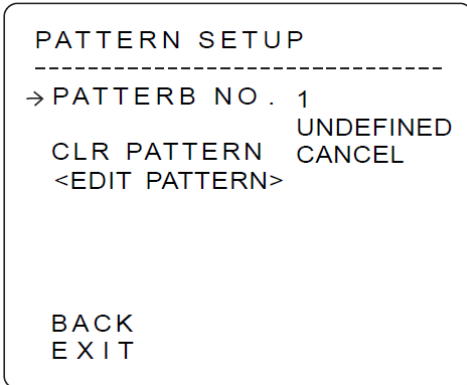 PATTERN SETUP
--------------------------------
→ PATTERB NO. 1
UNDEFINED
CLR PATTERN CANCEL
<EDIT PATTERN>
BACK
EXIT